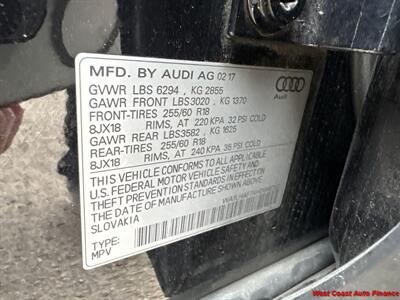 MFD. BY AUDI AG 02 17
GVWR LBS 6294 , KG 2855
GAWR FRONT LBS3020 , KG 1370
FRONT-TIRES 255/60 R18
8JX18 RIMS, AT 220 KPA 32 PSI COLD
GAWR REAR LBS3582 , KG 1625
REAR-TIRES 255/60 R18
8JX18 RIMS, AT 240 KPA 35 PSI COLD
THIS VEHICLE CONFORMS TO ALL APPLICABLE
U.S. FEDERAL MOTOR VEHICLE SAFETY AND
THEFT PREVENTION STANDARDS IN EFFECT ON
THE DATE OF MANUFACTURE SHOWN ABOVE
SLOVAKIA
TYPE:
MPV
Audi
West Coast Auto Finance